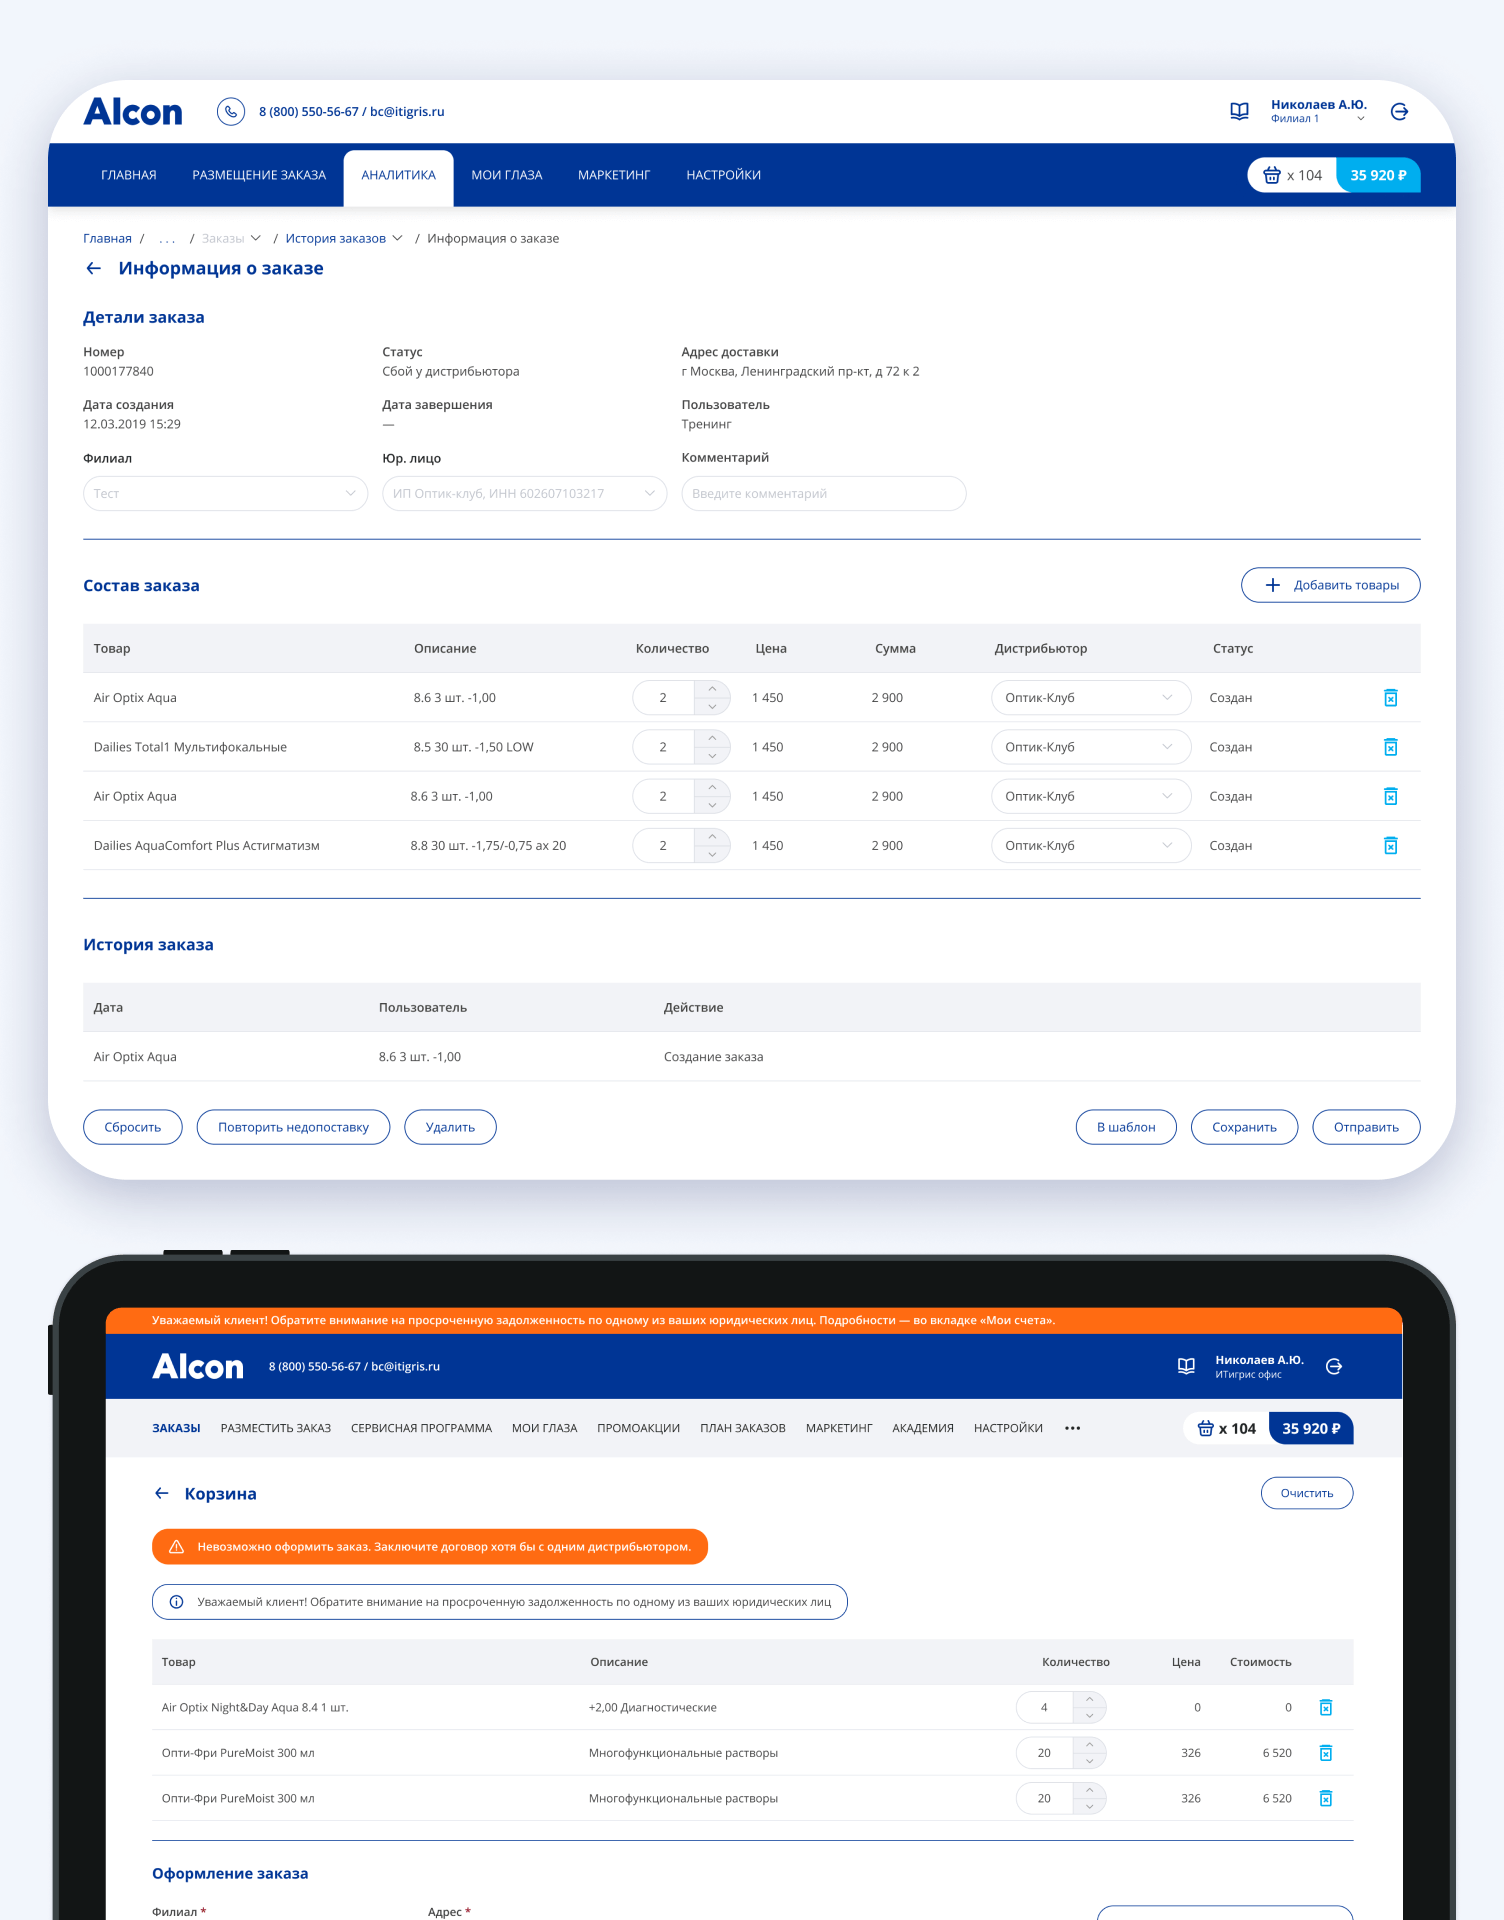 Alcon 8 (800) 550-56-67 / bc@itigris.ru Николаев А.Ю.
Филиал 1
ГЛАВНАЯ РАЗМЕЩЕНИЕ ЗАКАЗА АНАЛИТИКА МОИ ГЛАЗА МАРКЕТИНГ НАСТРОЙКИ x 104 35 920 ₽
Главная / ... / Заказы / История заказов / Информация о заказе
Информация о заказе
Детали заказа
Номер Статус Адрес доставки
1000177840 Сбой у дистрибьютора г Москва, Ленинградский пр-кт, д 72 к 2
Дата создания Дата завершения Пользователь
12.03.2019 15:29 — Тренинг
Филиал Юр. лицо Комментарий
Тест ИП Оптик-клуб, ИНН 602607103217 Введите комментарий
Состав заказа Добавить товары
Товар Описание Количество Цена Сумма Дистрибьютор Статус
Air Optix Aqua 8.6 3 шт. -1,00 2 1 450 2 900 Оптик-Клуб Создан
Dailies Total1 Мультифокальные 8.5 30 шт. -1,50 LOW 2 1 450 2 900 Оптик-Клуб Создан
Air Optix Aqua 8.6 3 шт. -1,00 2 1 450 2 900 Оптик-Клуб Создан
Dailies AquaComfort Plus Астигматизм 8.8 30 шт. -1,75/-0,75 ax 20 2 1 450 2 900 Оптик-Клуб Создан
История заказа
Дата Пользователь Действие
Air Optix Aqua 8.6 3 шт. -1,00 Создание заказа
Сбросить Повторить недопоставку Удалить В шаблон Сохранить Отправить
Уважаемый клиент! Обратите внимание на просроченную задолженность по одному из ваших юридических лиц. Подробности — во вкладке «Мои счета».
Alcon 8 (800) 550-56-67 / bc@itigris.ru Николаев А.Ю.
ИТигрис офис
ЗАКАЗЫ РАЗМЕСТИТЬ ЗАКАЗ СЕРВИСНАЯ ПРОГРАММА МОИ ГЛАЗА ПРОМОАКЦИИ ПЛАН ЗАКАЗОВ МАРКЕТИНГ АКАДЕМИЯ НАСТРОЙКИ ••• x 104 35 920 ₽
Корзина Очистить
Невозможно оформить заказ. Заключите договор хотя бы с одним дистрибьютором.
Уважаемый клиент! Обратите внимание на просроченную задолженность по одному из ваших юридических лиц
Товар Описание Количество Цена Стоимость
Air Optix Night&Day Aqua 8.4 1 шт. +2,00 Диагностические 4 0 0
Опти-Фри PureMoist 300 мл Многофункциональные растворы 20 326 6 520
Опти-Фри PureMoist 300 мл Многофункциональные растворы 20 326 6 520
Оформление заказа
Филиал * Адрес *